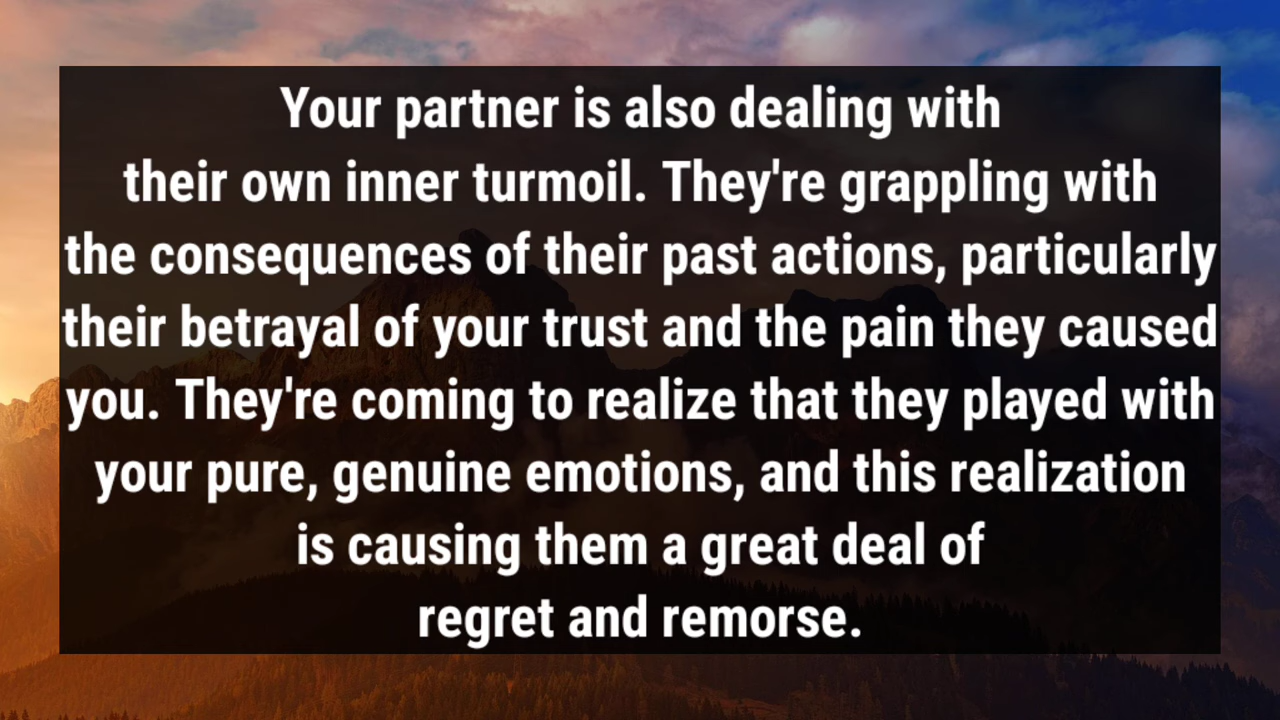 Your partner is also dealing with
their own inner turmoil. They're grappling with
the consequences of their past actions, particularly
their betrayal of your trust and the pain they caused
you. They're coming to realize that they played with
your pure, genuine emotions, and this realization
is causing them a great deal of
regret and remorse.